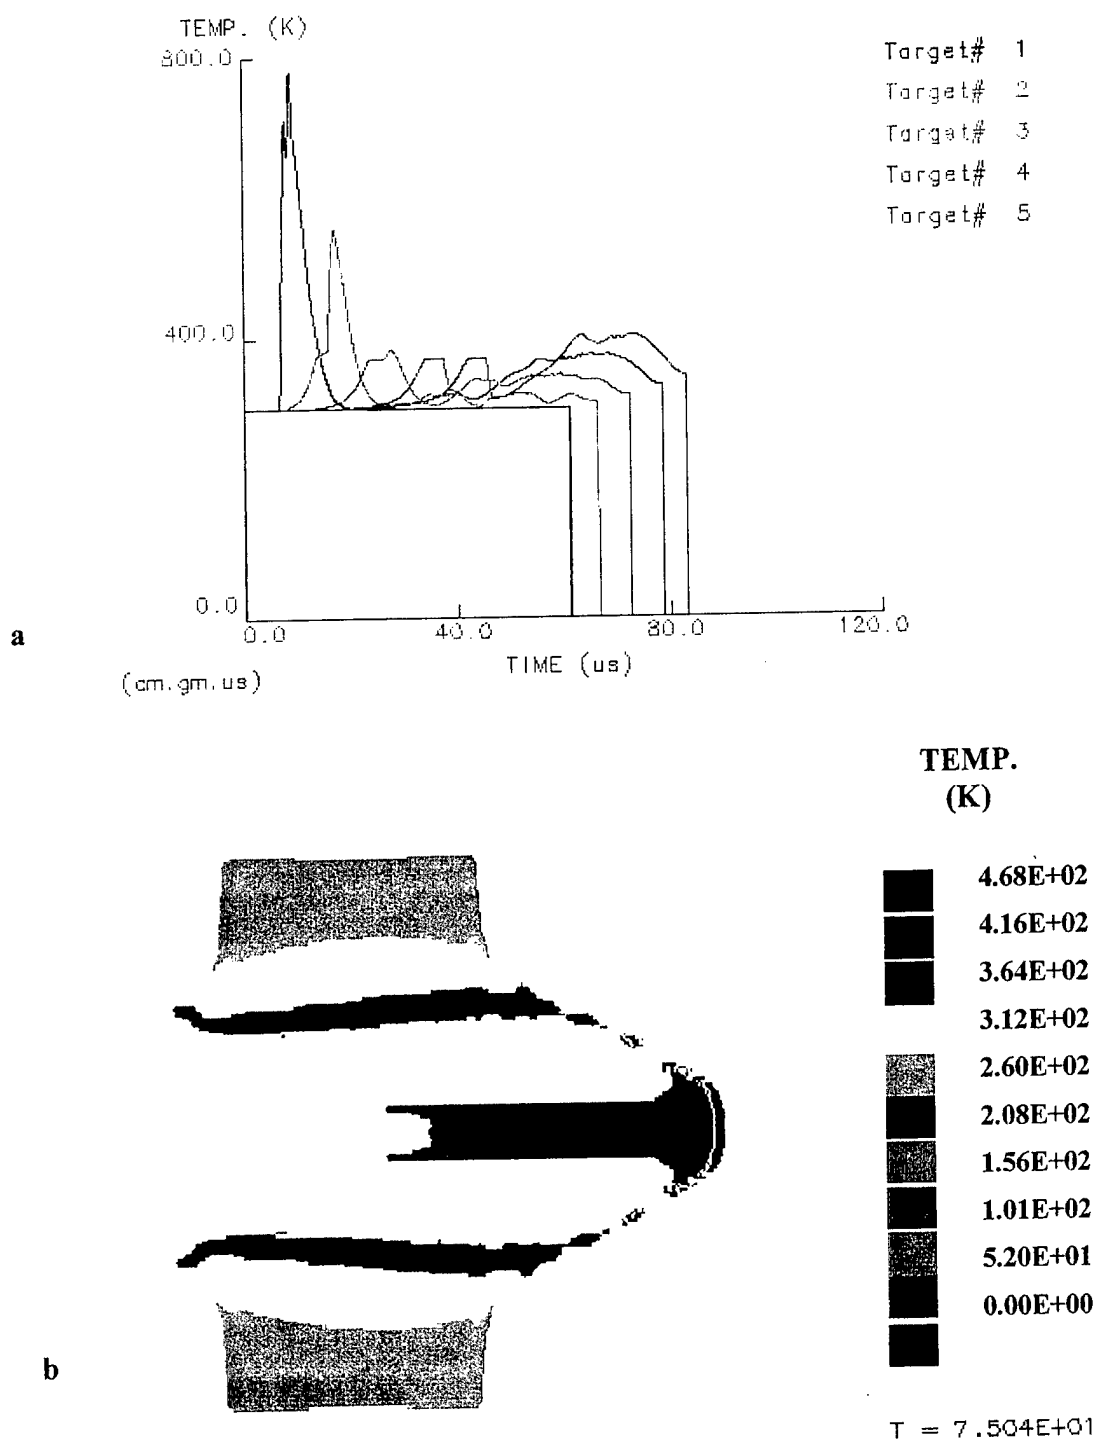 TEMP. (K)
800.0
400.0
0.0
0.0
40.0
80.0
120.0
TIME (us)
(cm.gm.us)
Target# 1
Target# 2
Target# 3
Target# 4
Target# 5
a
TEMP.
(K)
4.68E+02
4.16E+02
3.64E+02
3.12E+02
2.60E+02
2.08E+02
1.56E+02
1.01E+02
5.20E+01
0.00E+00
b
T = 7.504E+01